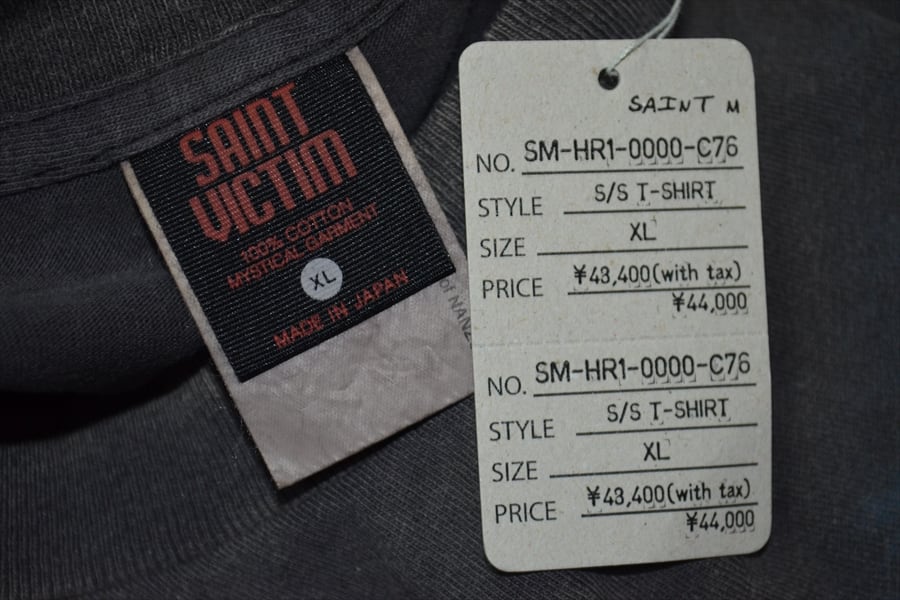 SAINT
VICTIM
100% COTTON
MYSTICAL GARMENT
XL
MADE IN JAPAN
of NANZ
SAINT M
NO. SM-HR1-0000-C76
STYLE S/S T-SHIRT
SIZE XL
PRICE ¥43,400(with tax)
¥44,000
NO. SM-HR1-0000-C76
STYLE S/S T-SHIRT
SIZE XL
PRICE ¥43,400(with tax)
¥44,000